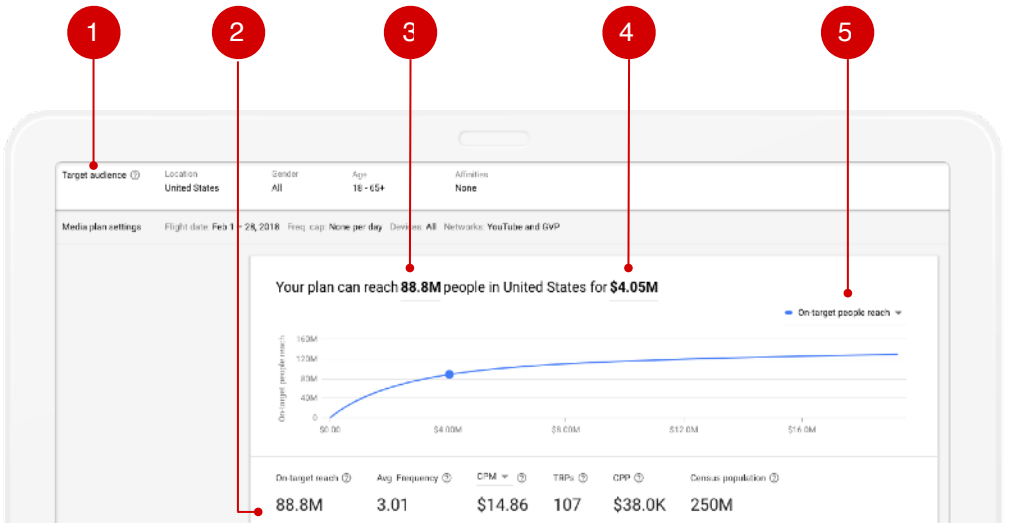 1 2 3 4 5
Target audience Location Gender Age Affinities
United States All 18 - 65+ None
Media plan settings Flight date: Feb 1 – 28, 2018 Freq. cap: None per day Devices: All Networks: YouTube and GVP
Your plan can reach 88.8M people in United States for $4.05M
On-target people reach
On-target people reach
160M
120M
80M
40M
0
$0.00 $4.00M $8.00M $12.0M $16.0M
On-target reach Avg. Frequency CPM TRPs CPP Census population
88.8M 3.01 $14.86 107 $38.0K 250M